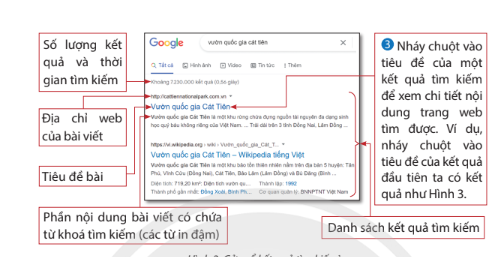 Số lượng kết
quả và thời
gian tìm kiếm
Địa chỉ web
của bài viết
Tiêu đề bài
Phần nội dung bài viết có chứa
từ khoá tìm kiếm (các từ in đậm)
Google
vườn quốc gia cát tiên
Tất cả Hình ảnh Video Tin tức Thêm
Khoảng 7.230.000 kết quả (0,56 giây)
http://cattiennationalpark.com.vn
Vườn quốc gia Cát Tiên
Vườn quốc gia Cát Tiên là một khu rừng chứa đựng nguồn tài nguyên đa dạng sinh
học quý báu không riêng của Việt Nam. ... Trải dài trên 3 tỉnh Đồng Nai, Lâm Đồng ...
https://vi.wikipedia.org › wiki › Vườn_quốc_gia_Cát_T...
Vườn quốc gia Cát Tiên – Wikipedia tiếng Việt
Vườn quốc gia Cát Tiên là một khu bảo tồn thiên nhiên nằm trên địa bàn 5 huyện: Tân
Phú, Vĩnh Cửu (Đồng Nai), Cát Tiên, Bảo Lâm (Lâm Đồng) và Bù Đăng (Bình ...
Diện tích: 719,20 km²; Diện tích vườn qu... Thành lập: 1992
Thành phố gần nhất: Đồng Xoài, Bình Ph... Cơ quan quản lý: BNNPTNT Việt Nam
3 Nháy chuột vào
tiêu đề của một
kết quả tìm kiếm
để xem chi tiết nội
dung trang web
tìm được. Ví dụ,
nháy chuột vào
tiêu đề của kết quả
đầu tiên ta có kết
quả như Hình 3.
Danh sách kết quả tìm kiếm